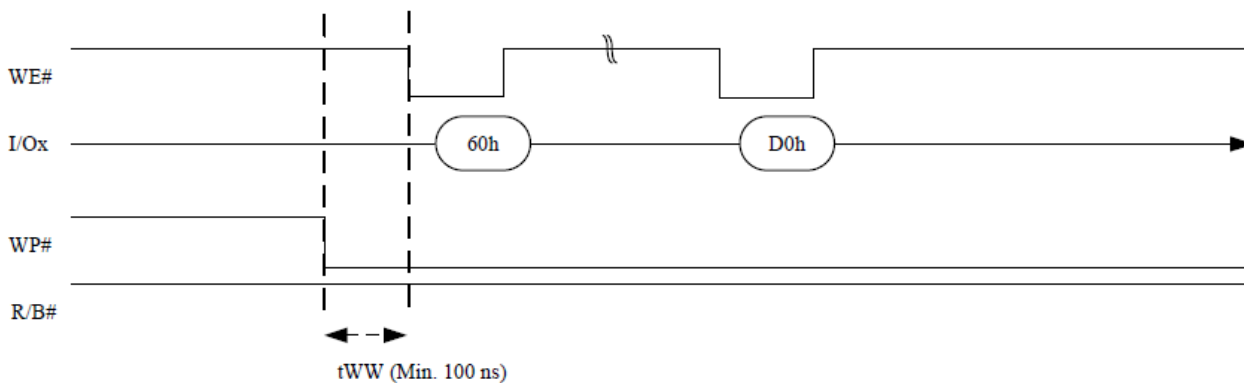 WE#
I/Ox
60h
D0h
WP#
R/B#
tWW (Min. 100 ns)